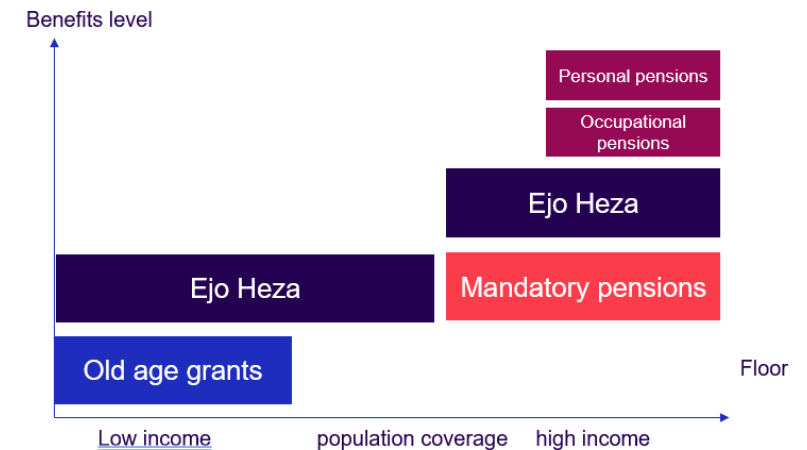 Benefits level
Personal pensions
Occupational
pensions
Ejo Heza
Ejo Heza
Mandatory pensions
Old age grants
Floor
Low income
population coverage
high income